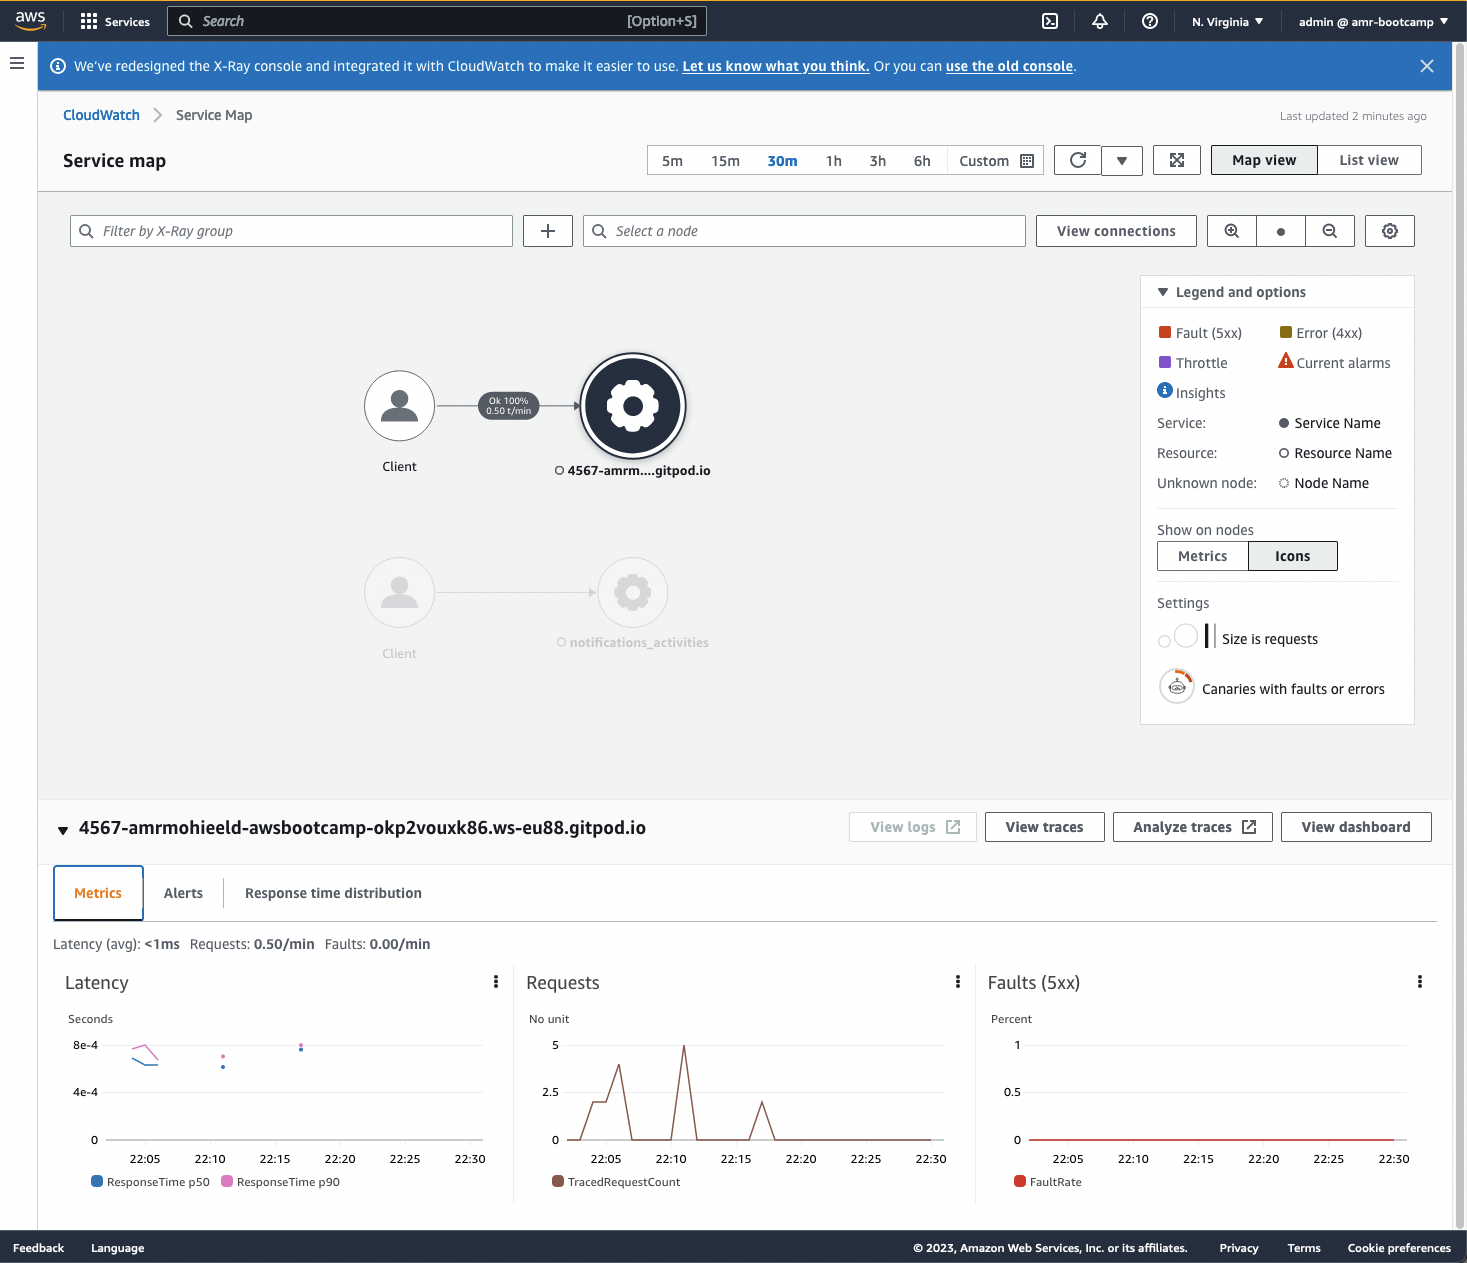 aws
Services
Search [Option+S]
N. Virginia
admin @ amr-bootcamp
We've redesigned the X-Ray console and integrated it with CloudWatch to make it easier to use. Let us know what you think. Or you can use the old console.
CloudWatch
Service Map
Last updated 2 minutes ago
Service map
5m 15m 30m 1h 3h 6h Custom
Map view List view
Filter by X-Ray group
Select a node
View connections
Legend and options
Fault (5xx) Error (4xx)
Throttle Current alarms
Insights
Service: Service Name
Resource: Resource Name
Unknown node: Node Name
Show on nodes
Metrics Icons
Settings
Size is requests
Canaries with faults or errors
Ok 100%
0.50 t/min
Client
4567-amrm....gitpod.io
Client
notifications_activities
4567-amrmohieeld-awsbootcamp-okp2vouxk86.ws-eu88.gitpod.io
View logs
View traces
Analyze traces
View dashboard
Metrics Alerts Response time distribution
Latency (avg): <1ms Requests: 0.50/min Faults: 0.00/min
Latency
Seconds
8e-4
4e-4
0
22:05 22:10 22:15 22:20 22:25 22:30
ResponseTime p50 ResponseTime p90
Requests
No unit
5
2.5
0
22:05 22:10 22:15 22:20 22:25 22:30
TracedRequestCount
Faults (5xx)
Percent
1
0.5
0
22:05 22:10 22:15 22:20 22:25 22:30
FaultRate
Feedback Language
© 2023, Amazon Web Services, Inc. or its affiliates. Privacy Terms Cookie preferences